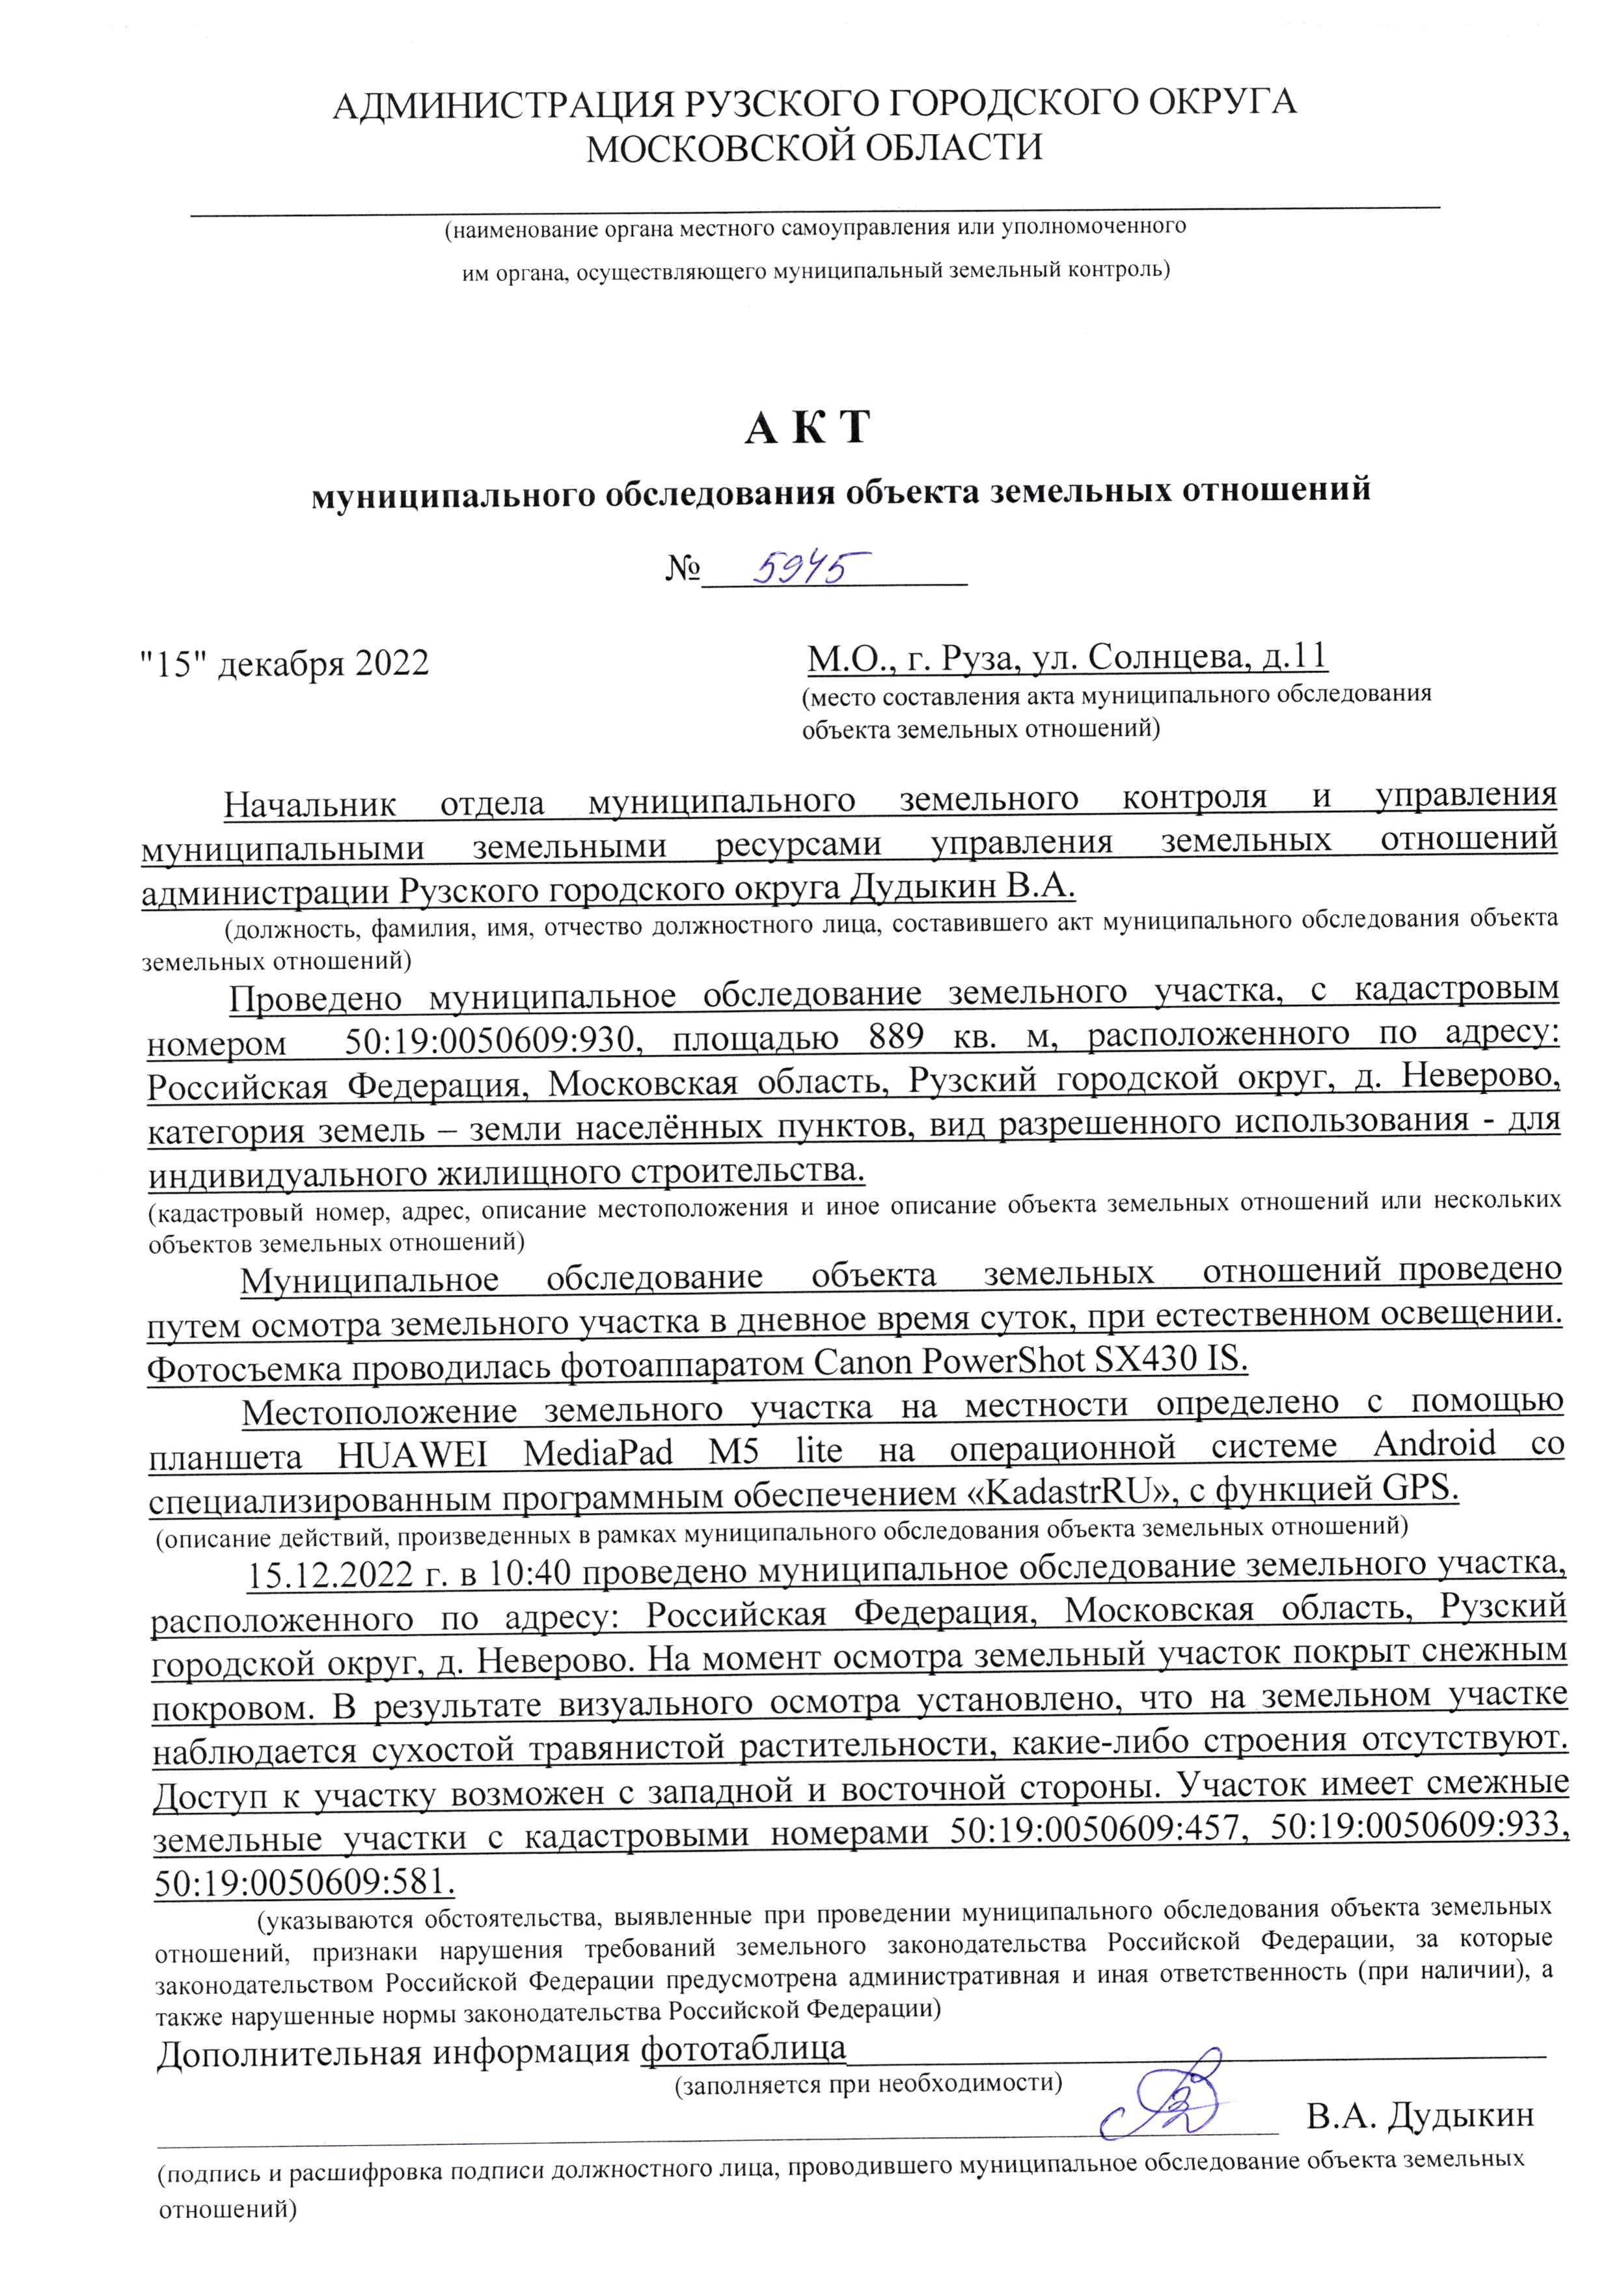 АДМИНИСТРАЦИЯ РУЗСКОГО ГОРОДСКОГО ОКРУГА
МОСКОВСКОЙ ОБЛАСТИ
(наименование органа местного самоуправления или уполномоченного
им органа, осуществляющего муниципальный земельный контроль)
А К Т
муниципального обследования объекта земельных отношений
№ 5945
"15" декабря 2022
М.О., г. Руза, ул. Солнцева, д.11
(место составления акта муниципального обследования
объекта земельных отношений)
Начальник отдела муниципального земельного контроля и управления
муниципальными земельными ресурсами управления земельных отношений
администрации Рузского городского округа Дудыкин В.А.
(должность, фамилия, имя, отчество должностного лица, составившего акт муниципального обследования объекта
земельных отношений)
Проведено муниципальное обследование земельного участка, с кадастровым
номером 50:19:0050609:930, площадью 889 кв. м, расположенного по адресу:
Российская Федерация, Московская область, Рузский городской округ, д. Неверово,
категория земель – земли населённых пунктов, вид разрешенного использования - для
индивидуального жилищного строительства.
(кадастровый номер, адрес, описание местоположения и иное описание объекта земельных отношений или нескольких
объектов земельных отношений)
Муниципальное обследование объекта земельных отношений проведено
путем осмотра земельного участка в дневное время суток, при естественном освещении.
Фотосъемка проводилась фотоаппаратом Canon PowerShot SX430 IS.
Местоположение земельного участка на местности определено с помощью
планшета HUAWEI MediaPad M5 lite на операционной системе Android со
специализированным программным обеспечением «KadastrRU», с функцией GPS.
(описание действий, произведенных в рамках муниципального обследования объекта земельных отношений)
15.12.2022 г. в 10:40 проведено муниципальное обследование земельного участка,
расположенного по адресу: Российская Федерация, Московская область, Рузский
городской округ, д. Неверово. На момент осмотра земельный участок покрыт снежным
покровом. В результате визуального осмотра установлено, что на земельном участке
наблюдается сухостой травянистой растительности, какие-либо строения отсутствуют.
Доступ к участку возможен с западной и восточной стороны. Участок имеет смежные
земельные участки с кадастровыми номерами 50:19:0050609:457, 50:19:0050609:933,
50:19:0050609:581.
(указываются обстоятельства, выявленные при проведении муниципального обследования объекта земельных
отношений, признаки нарушения требований земельного законодательства Российской Федерации, за которые
законодательством Российской Федерации предусмотрена административная и иная ответственность (при наличии), а
также нарушенные нормы законодательства Российской Федерации)
Дополнительная информация фототаблица
(заполняется при необходимости)
В.А. Дудыкин
(подпись и расшифровка подписи должностного лица, проводившего муниципальное обследование объекта земельных
отношений)